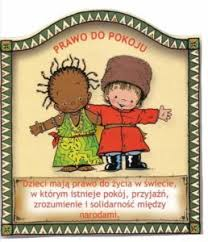 PRAWO DO POKOJU
Dzieci mają prawo do życia w świecie,
w którym istnieje pokój, przyjaźń,
zrozumienie i solidarność między
narodami.